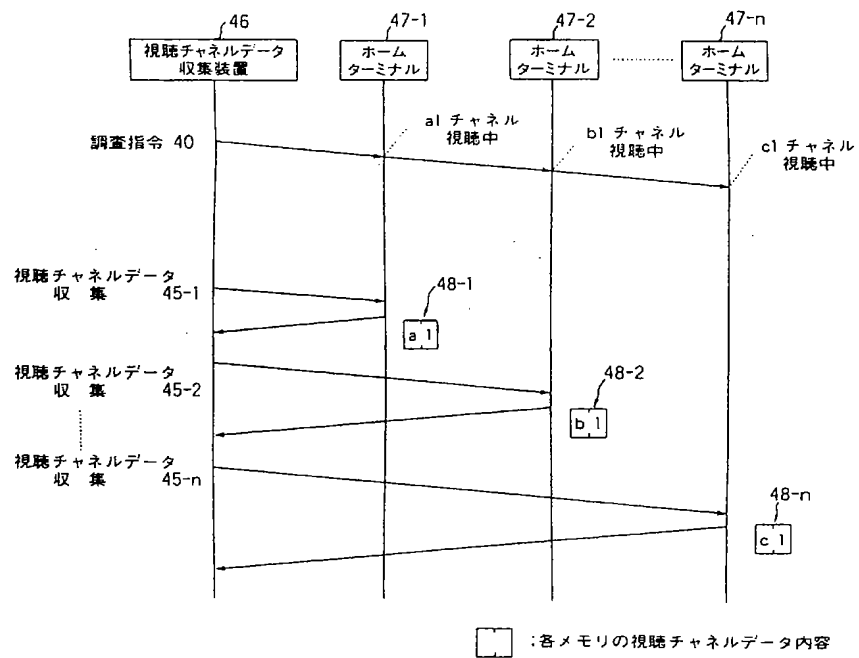 46
47-1
47-2
47-n
視聴チャネルデータ
収集装置
ホーム
ターミナル
ホーム
ターミナル
ホーム
ターミナル
調査指令 40
a1 チャネル
視聴中
b1 チャネル
視聴中
c1 チャネル
視聴中
視聴チャネルデータ
収 集 45-1
48-1
a 1
視聴チャネルデータ
収 集 45-2
48-2
b 1
視聴チャネルデータ
収 集 45-n
48-n
c 1
:各メモリの視聴チャネルデータ内容